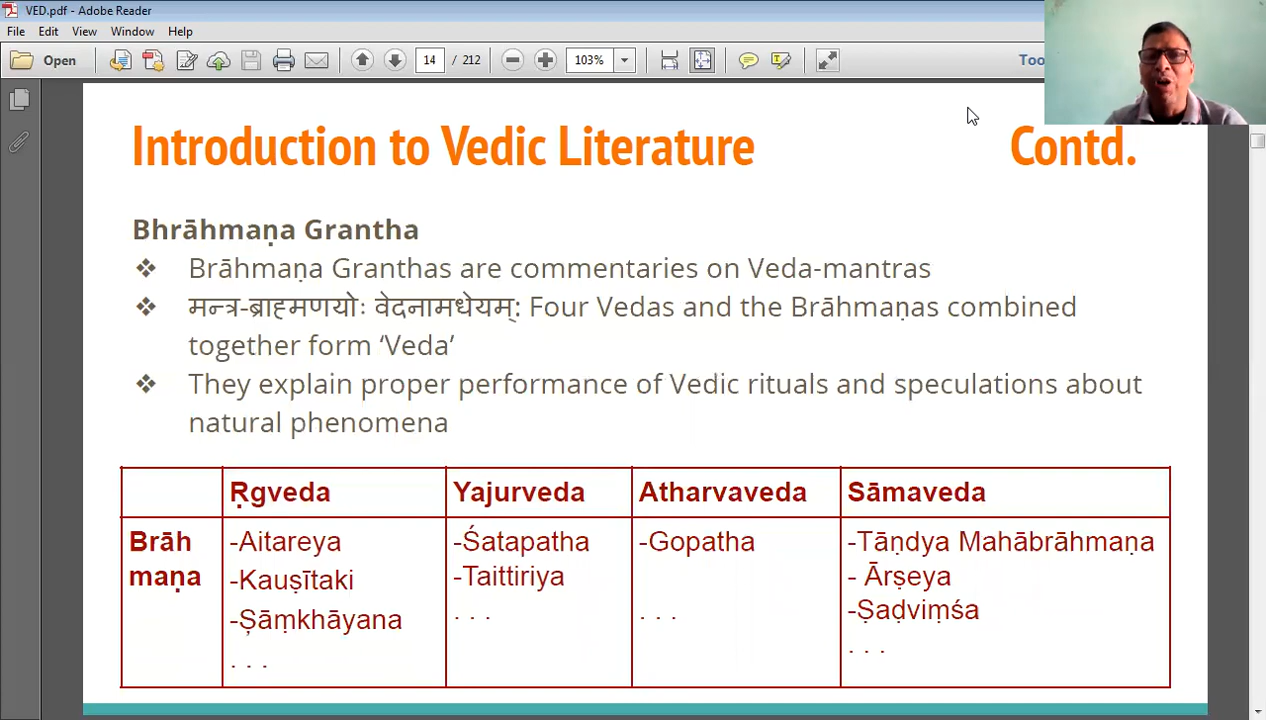 VED.pdf - Adobe Reader
File Edit View Window Help
Open 14 / 212 103% Too
Introduction to Vedic Literature Contd.
Bhrāhmaṇa Grantha
❖ Brāhmaṇa Granthas are commentaries on Veda-mantras
❖ मन्त्र-ब्राह्मणयोः वेदनामधेयम्: Four Vedas and the Brāhmaṇas combined
together form ‘Veda’
❖ They explain proper performance of Vedic rituals and speculations about
natural phenomena
Ṛgveda Yajurveda Atharvaveda Sāmaveda
Brāh
maṇa
-Aitareya
-Kauṣītaki
-Ṣāṃkhāyana
. . .
-Śatapatha
-Taittiriya
. . .
-Gopatha
. . .
-Tāṇdya Mahābrāhmaṇa
- Ārṣeya
-Ṣaḍviṃśa
. . .